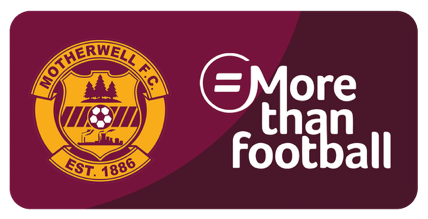 MOTHERWELL F.C.
EST. 1886
More
than
football